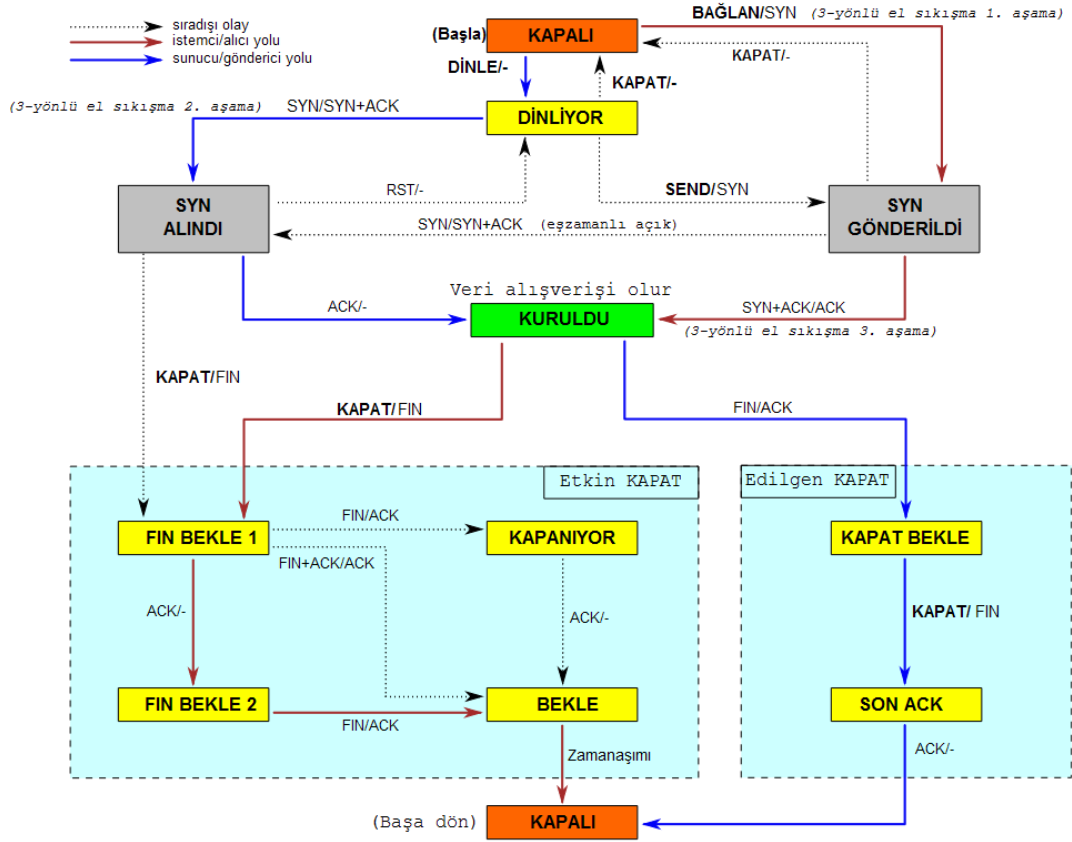 sıradışı olay
istemci/alıcı yolu
sunucu/gönderici yolu
(Başla)
KAPALI
BAĞLAN/SYN (3-yönlü el sıkışma 1. aşama)
KAPAT/-
DİNLE/-
KAPAT/-
(3-yönlü el sıkışma 2. aşama)
SYN/SYN+ACK
DİNLİYOR
RST/-
SEND/SYN
SYN
ALINDI
SYN
GÖNDERİLDİ
SYN/SYN+ACK (eşzamanlı açık)
Veri alışverişi olur
ACK/-
KURULDU
SYN+ACK/ACK
(3-yönlü el sıkışma 3. aşama)
KAPAT/FIN
KAPAT/FIN
FIN/ACK
Etkin KAPAT
Edilgen KAPAT
FIN BEKLE 1
FIN/ACK
FIN+ACK/ACK
KAPANIYOR
KAPAT BEKLE
ACK/-
ACK/-
KAPAT/ FIN
FIN BEKLE 2
FIN/ACK
BEKLE
SON ACK
Zamanaşımı
ACK/-
(Başa dön)
KAPALI